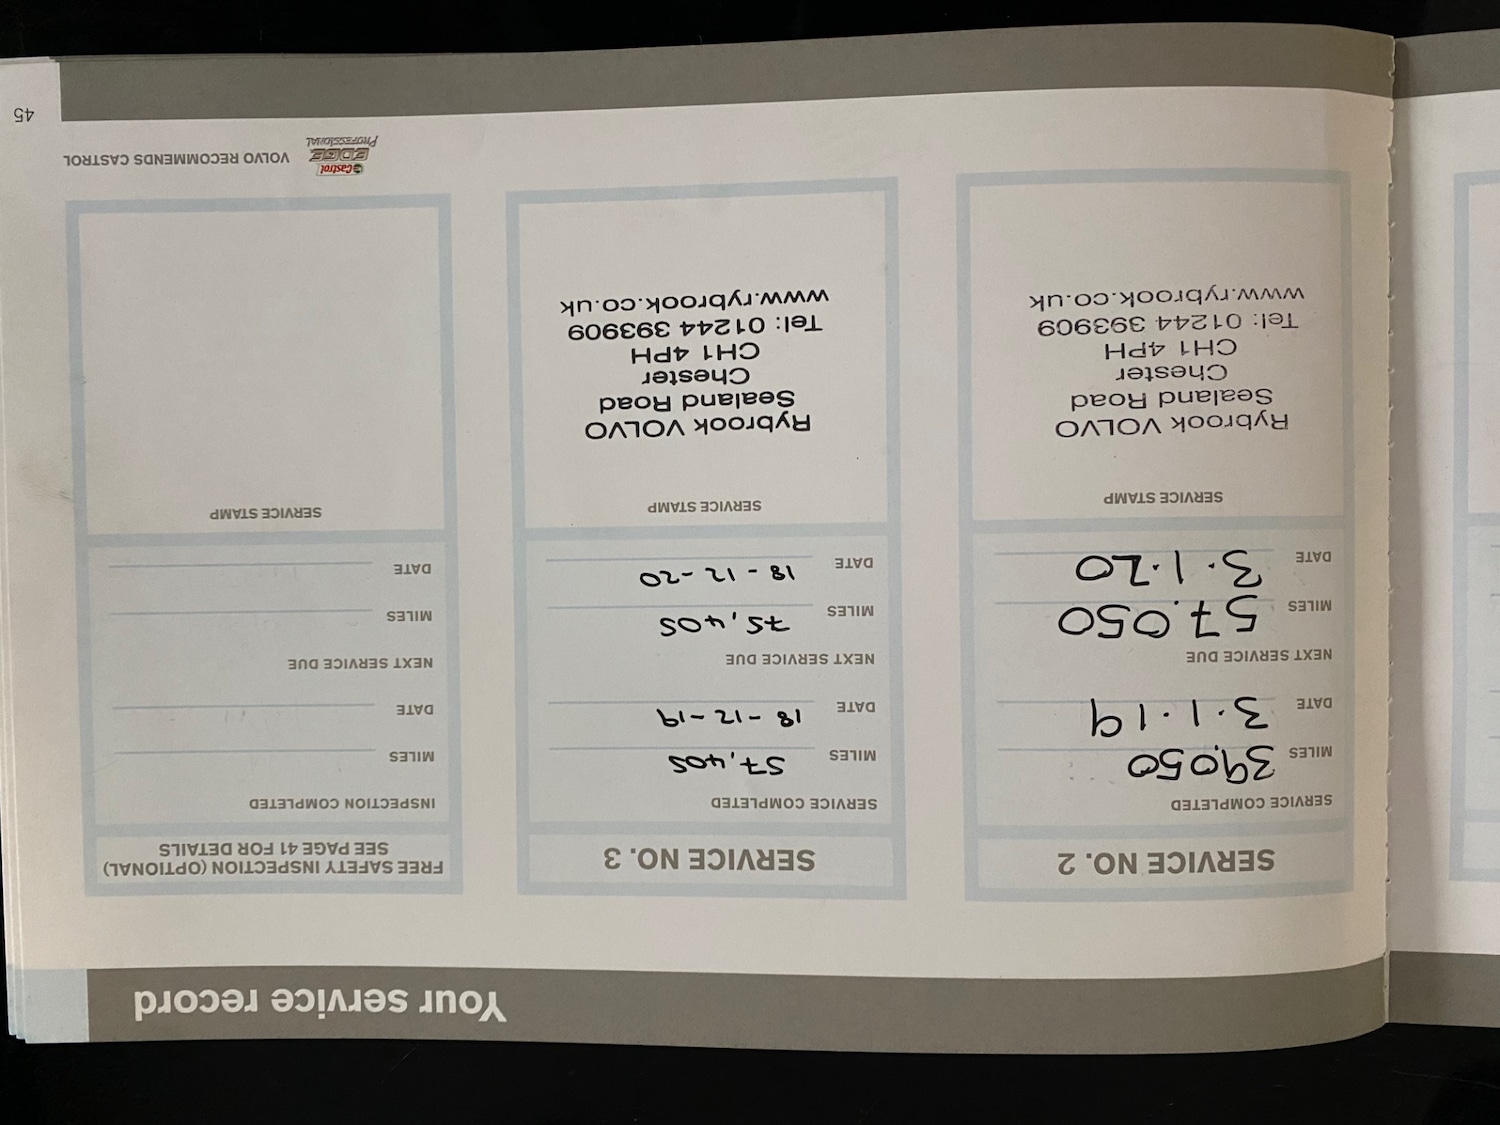 Your service record
SERVICE NO. 2
SERVICE COMPLETED
MILES 39,050
DATE 3.1.19
NEXT SERVICE DUE
MILES 57.050
DATE 3.1.20
SERVICE STAMP
Rybrook VOLVO
Sealand Road
Chester
CH1 4PH
Tel: 01244 393909
www.rybrook.co.uk
SERVICE NO. 3
SERVICE COMPLETED
MILES 57,405
DATE 18-12-19
NEXT SERVICE DUE
MILES 75,405
DATE 18-12-20
SERVICE STAMP
Rybrook VOLVO
Sealand Road
Chester
CH1 4PH
Tel: 01244 393909
www.rybrook.co.uk
FREE SAFETY INSPECTION (OPTIONAL)
SEE PAGE 41 FOR DETAILS
INSPECTION COMPLETED
MILES
DATE
NEXT SERVICE DUE
MILES
DATE
SERVICE STAMP
Castrol
EDGE
PROFESSIONAL
VOLVO RECOMMENDS CASTROL
45